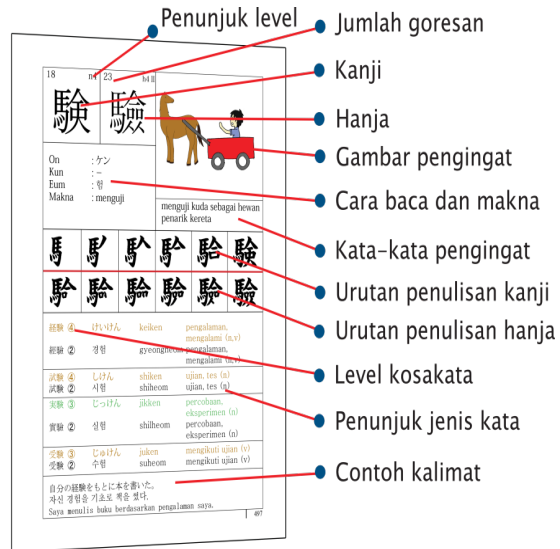 Penunjuk level
Jumlah goresan
Kanji
Hanja
Gambar pengingat
Cara baca dan makna
Kata-kata pengingat
Urutan penulisan kanji
Urutan penulisan hanja
Level kosakata
Penunjuk jenis kata
Contoh kalimat
18 n4 23 h4Ⅱ
験 驗
On : ケン
Kun : -
Eum : 험
Makna : menguji
menguji kuda sebagai hewan
penarik kereta
験
驗
経験 ④ けいけん keiken pengalaman,
mengalami (n,v)
經驗 ② 경험 gyeongheom pengalaman,
mengalami (n,v)
試験 ④ しけん shiken ujian, tes (n)
試驗 ② 시험 shiheom ujian, tes (n)
実験 ③ じっけん jikken percobaan,
eksperimen (n)
實驗 ② 실험 shilheom percobaan,
eksperimen (n)
受験 ③ じゅけん juken mengikuti ujian (v)
受驗 ② 수험 suheom mengikuti ujian (v)
自分の経験をもとに本を書いた。
자신 경험을 기초로 책을 썼다.
Saya menulis buku berdasarkan pengalaman saya.
097